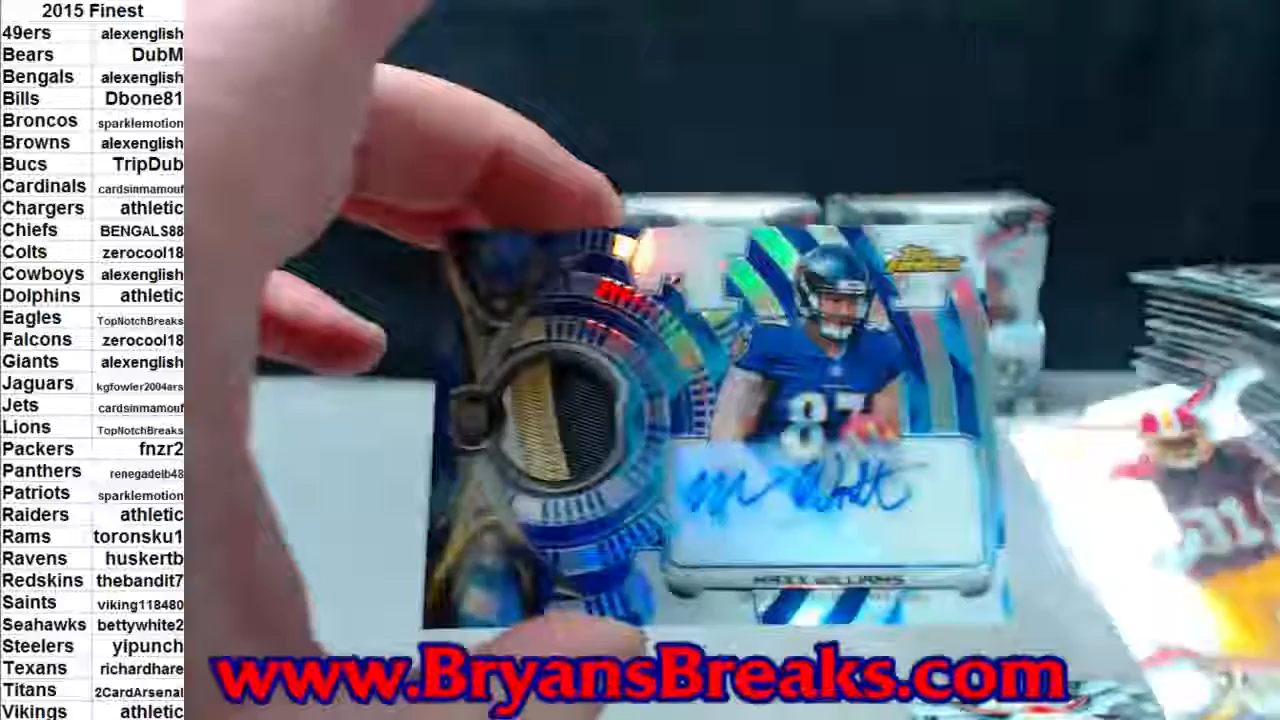 2015 Finest
49ers alexenglish
Bears DubM
Bengals alexenglish
Bills Dbone81
Broncos sparklemotion
Browns alexenglish
Bucs TripDub
Cardinals cardsinmamouf
Chargers athletic
Chiefs BENGALS88
Colts zerocool18
Cowboys alexenglish
Dolphins athletic
Eagles TopNotchBreaks
Falcons zerocool18
Giants alexenglish
Jaguars kgfowler2004ars
Jets cardsinmamouf
Lions TopNotchBreaks
Packers fnzr2
Panthers renegadelb48
Patriots sparklemotion
Raiders athletic
Rams toronsku1
Ravens huskertb
Redskins thebandit7
Saints viking118480
Seahawks bettywhite2
Steelers yipunch
Texans richardhare
Titans 2CardArsenal
Vikings athletic
87
MAXX WILLIAMS
www.BryansBreaks.com